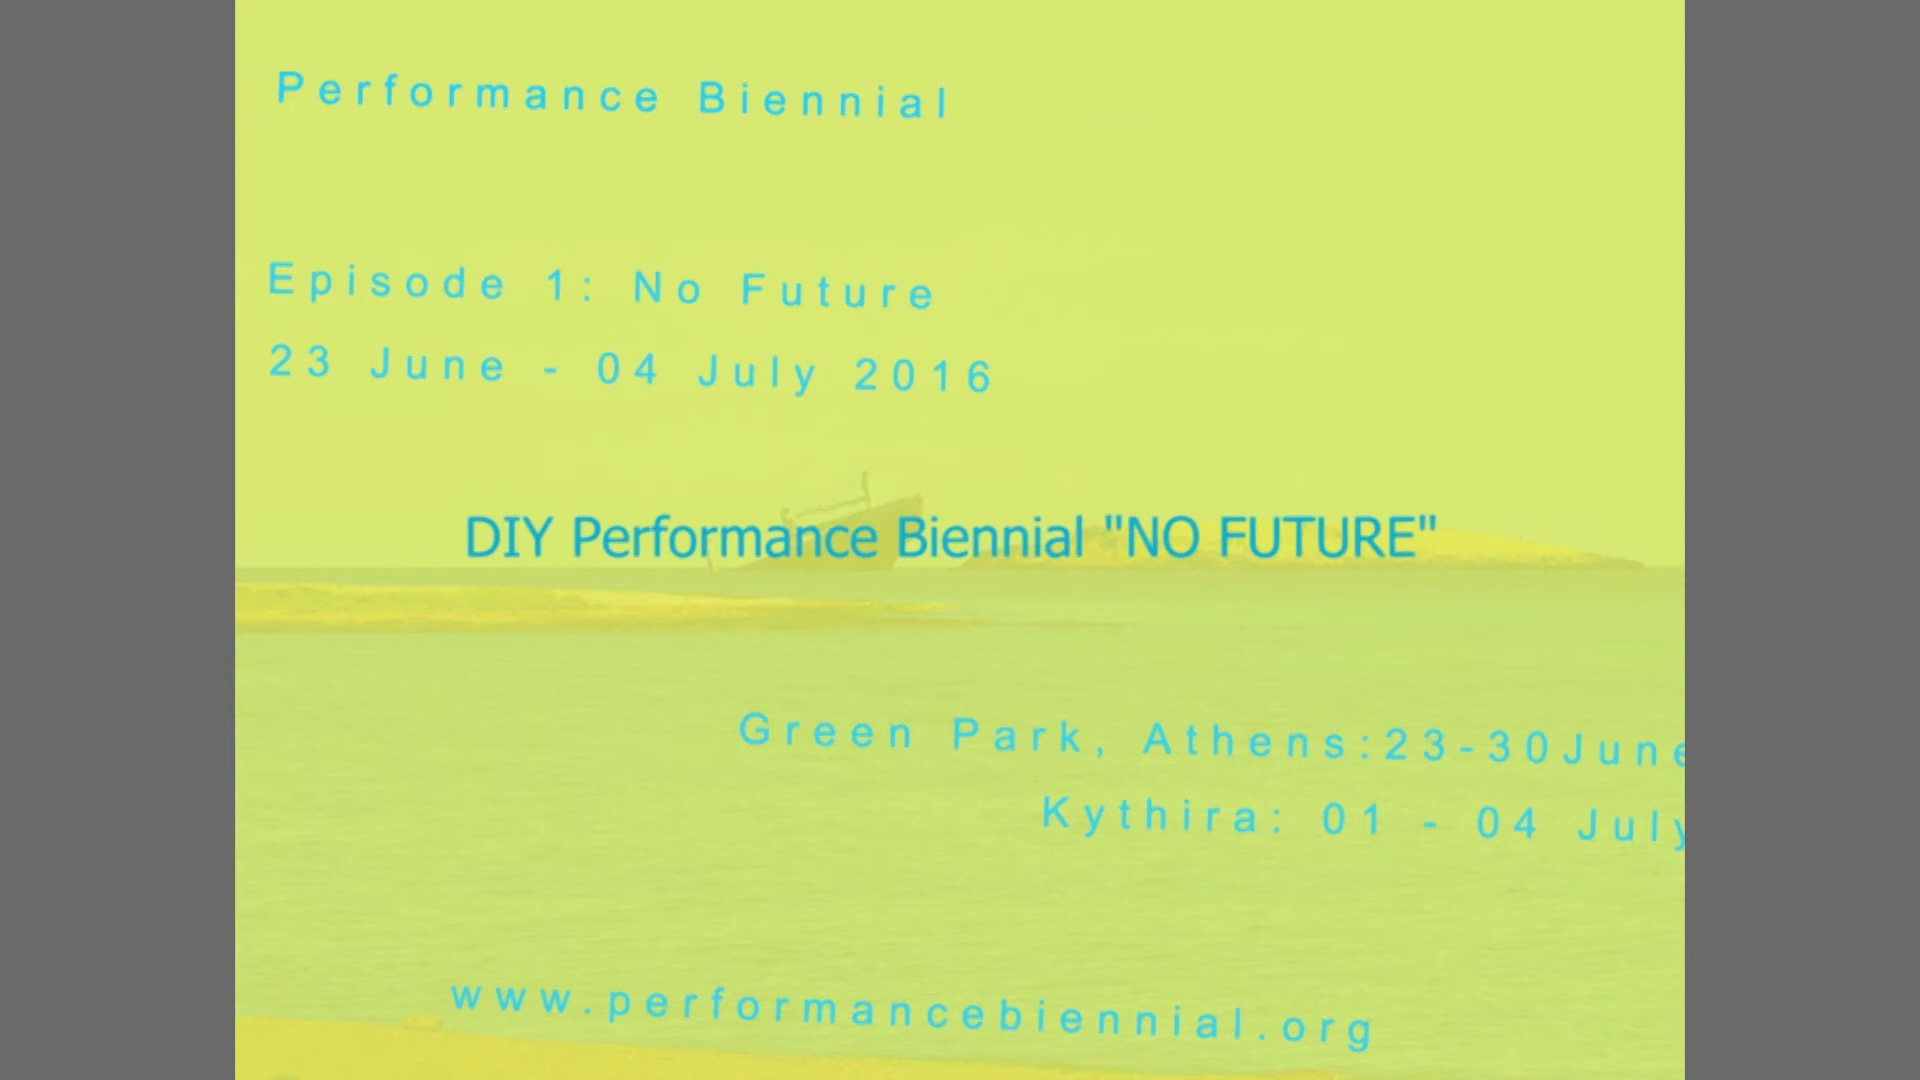 Performance Biennial
Episode 1: No Future
23 June - 04 July 2016
DIY Performance Biennial "NO FUTURE"
Green Park, Athens:23-30June
Kythira: 01 - 04 July
www.performancebiennial.org